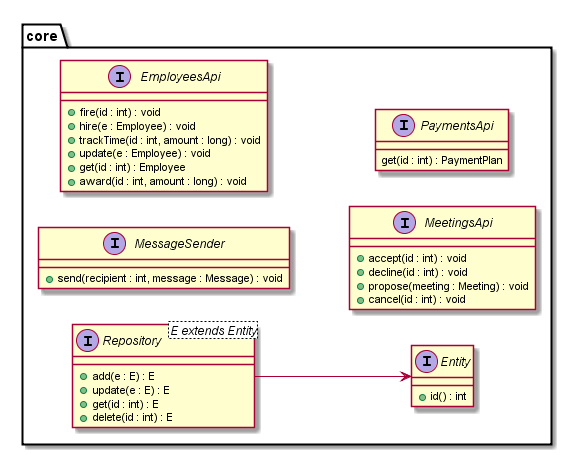 core
I EmployeesApi
fire(id : int) : void
hire(e : Employee) : void
trackTime(id : int, amount : long) : void
update(e : Employee) : void
get(id : int) : Employee
award(id : int, amount : long) : void
I PaymentsApi
get(id : int) : PaymentPlan
I MessageSender
send(recipient : int, message : Message) : void
I MeetingsApi
accept(id : int) : void
decline(id : int) : void
propose(meeting : Meeting) : void
cancel(id : int) : void
E extends Entity
I Repository
add(e : E) : E
update(e : E) : E
get(id : int) : E
delete(id : int) : E
I Entity
id() : int